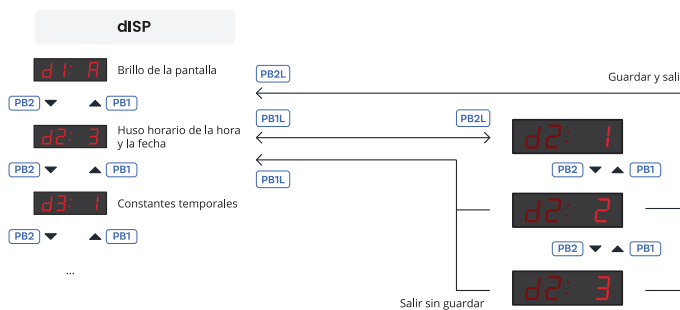 dISP
d1: A
Brillo de la pantalla
PB2L
Guardar y sali
PB2
PB1
d2: 3
Huso horario de la hora
y la fecha
PB1L
PB2L
d2: 1
PB2
PB1
PB1L
PB2
PB1
d3: 1
Constantes temporales
d2: 2
PB2
PB1
PB2
PB1
...
d2: 3
Salir sin guardar